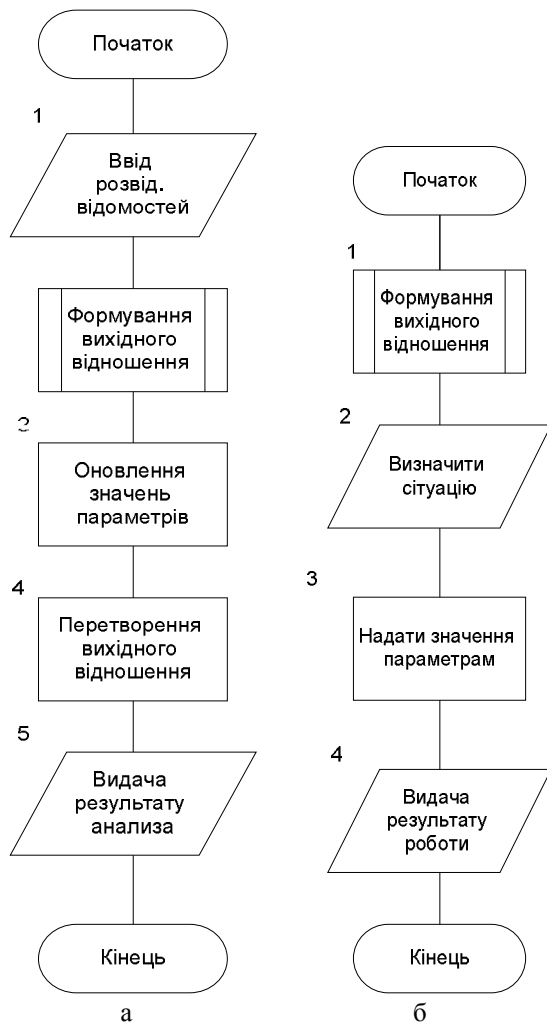 Початок
1
Ввід
розвід.
відомостей
Формування
вихідного
відношення
Оновлення
значень
параметрів
4
Перетворення
вихідного
відношення
5
Видача
результату
анализа
Кінець
а
Початок
1
Формування
вихідного
відношення
2
Визначити
сітуацію
3
Надати значення
параметрам
4
Видача
результату
роботи
Кінець
б